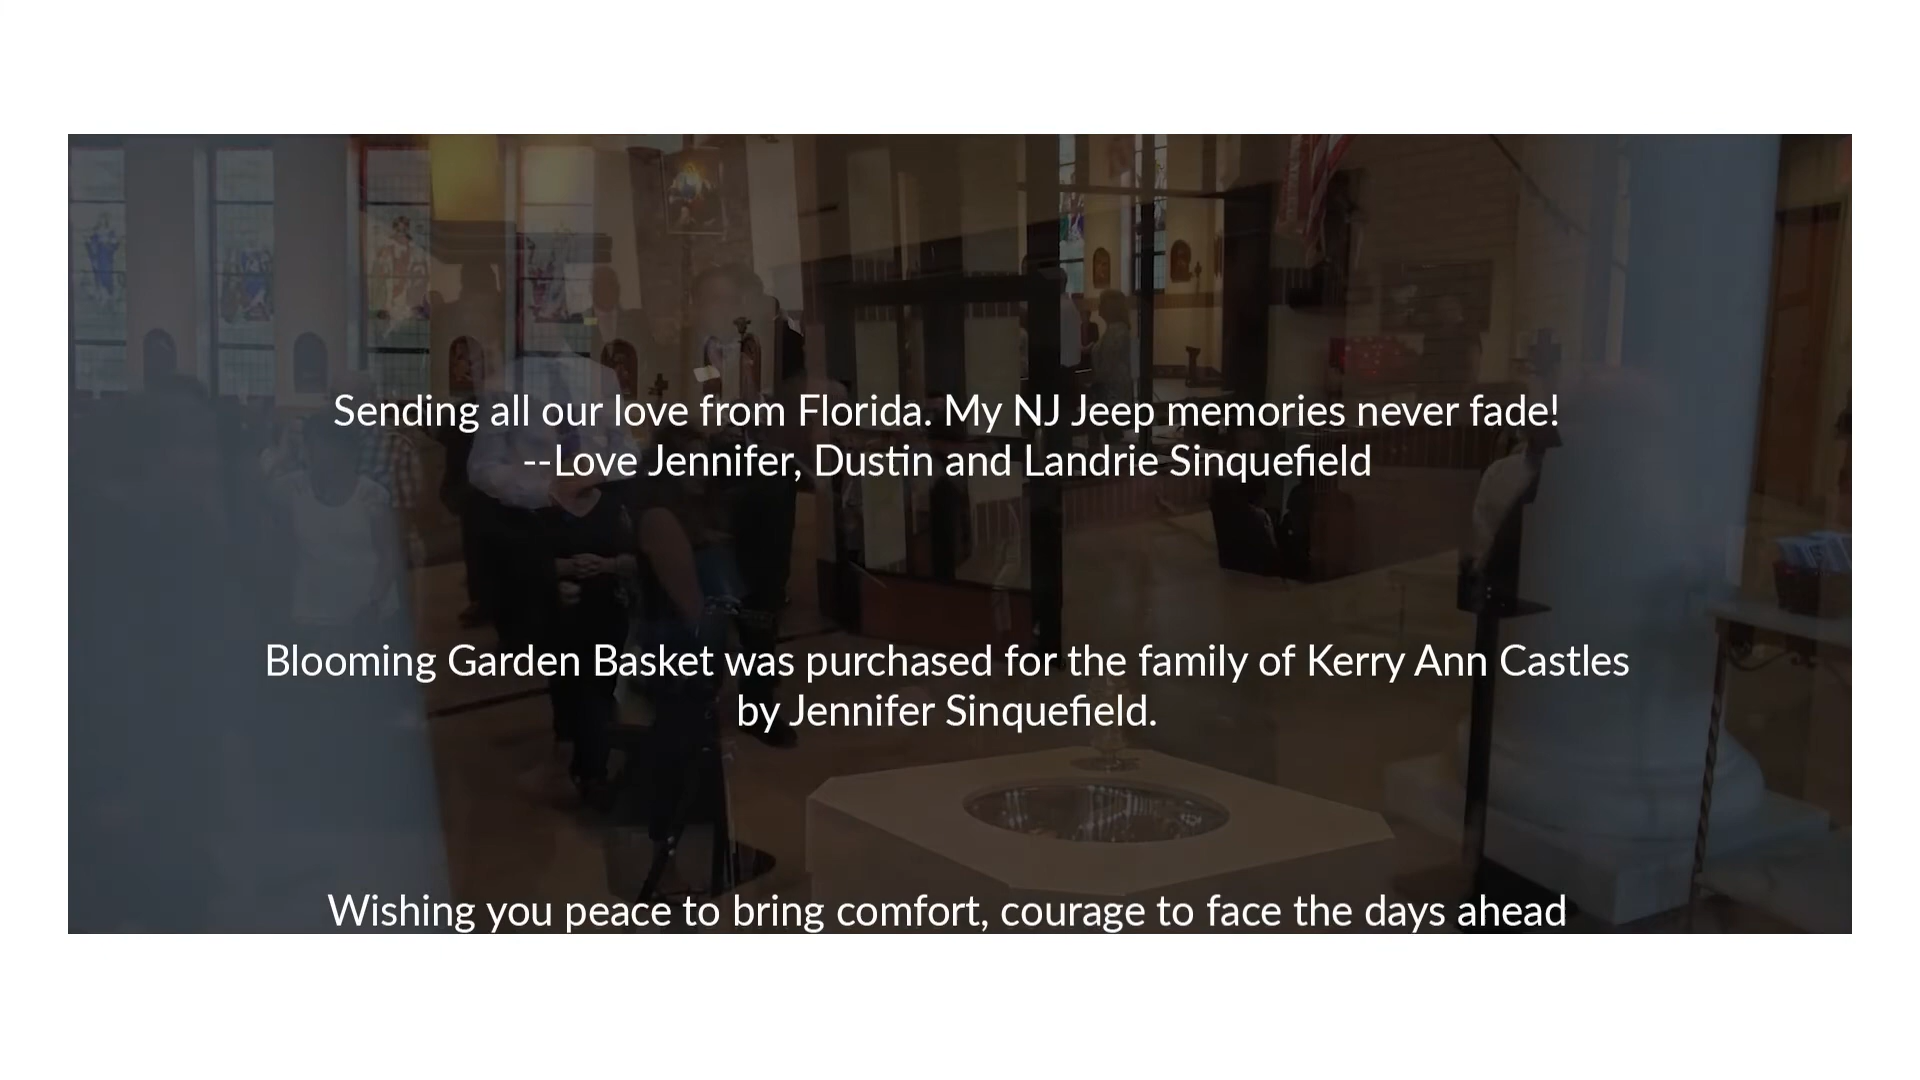 Sending all our love from Florida. My NJ Jeep memories never fade!
--Love Jennifer, Dustin and Landrie Sinquefield
Blooming Garden Basket was purchased for the family of Kerry Ann Castles
by Jennifer Sinquefield.
Wishing you peace to bring comfort, courage to face the days ahead